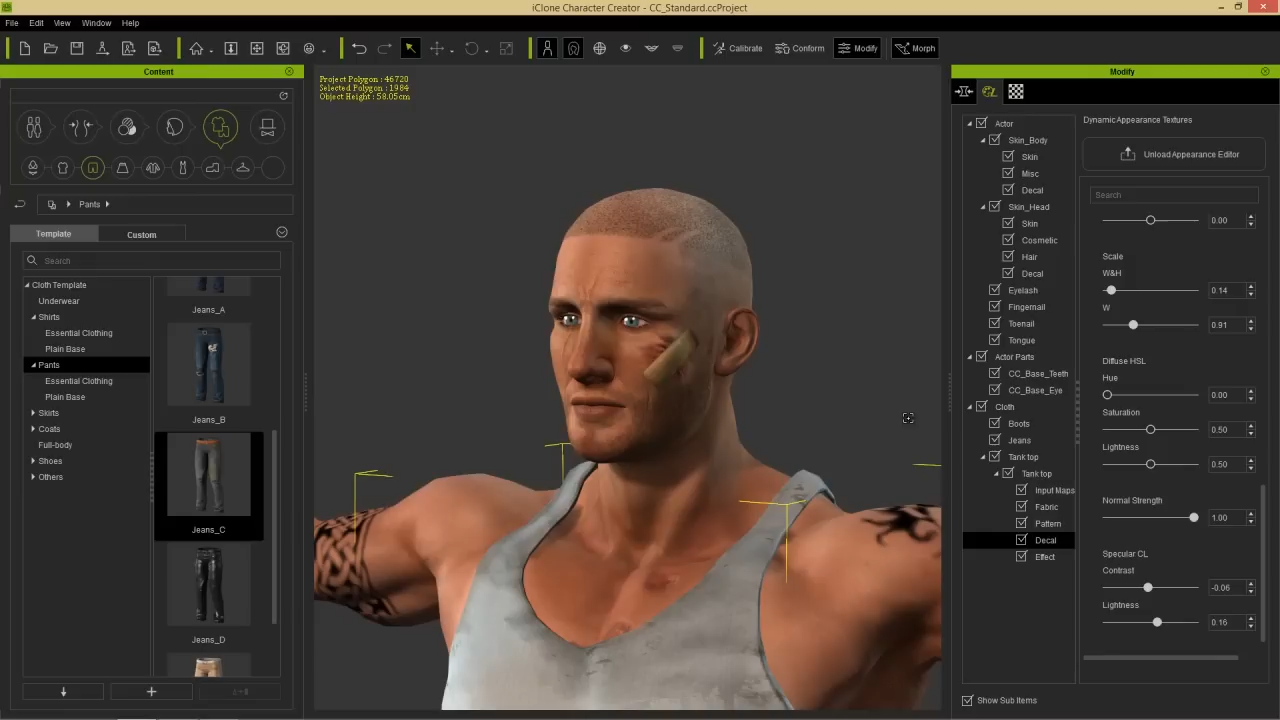 iClone Character Creator - CC_Standard.ccProject
File Edit View Window Help
Calibrate Conform Modify Morph
Content
Pants
Template Custom
Search
Cloth Template
Underwear
Shirts
Essential Clothing
Plain Base
Pants
Essential Clothing
Plain Base
Skirts
Coats
Full-body
Shoes
Others
Jeans_A
Jeans_B
Jeans_C
Jeans_D
Project Polygon : 46720
Selected Polygon : 1984
Object Height : 58.05cm
Modify
Actor
Skin_Body
Skin
Misc
Decal
Skin_Head
Skin
Cosmetic
Hair
Decal
Eyelash
Fingernail
Toenail
Tongue
Actor Parts
CC_Base_Teeth
CC_Base_Eye
Cloth
Boots
Jeans
Tank top
Tank top
Input Maps
Fabric
Pattern
Decal
Effect
Show Sub Items
Dynamic Appearance Textures
Unload Appearance Editor
Search
0.00
Scale
W&H
0.14
W
0.91
Diffuse HSL
Hue
0.00
Saturation
0.50
Lightness
0.50
Normal Strength
1.00
Specular CL
Contrast
-0.06
Lightness
0.16